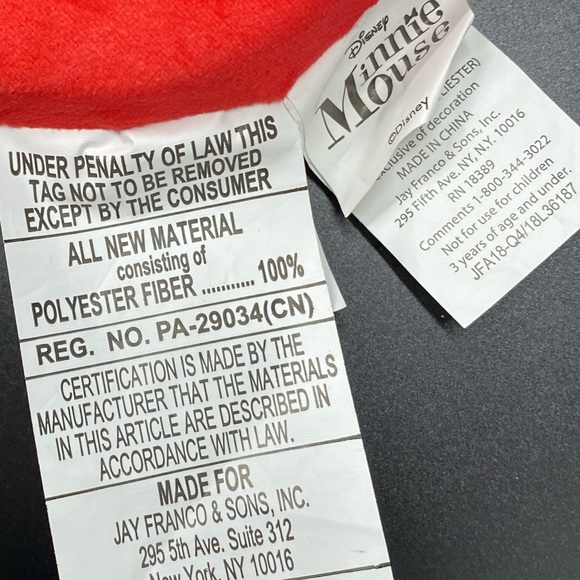 UNDER PENALTY OF LAW THIS
TAG NOT TO BE REMOVED
EXCEPT BY THE CONSUMER
ALL NEW MATERIAL
consisting of
POLYESTER FIBER ........... 100%
REG. NO. PA-29034(CN)
CERTIFICATION IS MADE BY THE
MANUFACTURER THAT THE MATERIALS
IN THIS ARTICLE ARE DESCRIBED IN
ACCORDANCE WITH LAW.
MADE FOR
JAY FRANCO & SONS, INC.
295 5th Ave. Suite 312
New York, NY 10016
Disney
Minnie
Mouse
©Disney
of decoration
MADE IN CHINA
Jay Franco & Sons, Inc.
295 Fifth Ave. NY, NY. 10016
RN 18389
Comments 1-800-344-3022
Not for use for children
3 years of age and under.
JFA18-Q4/18L36187